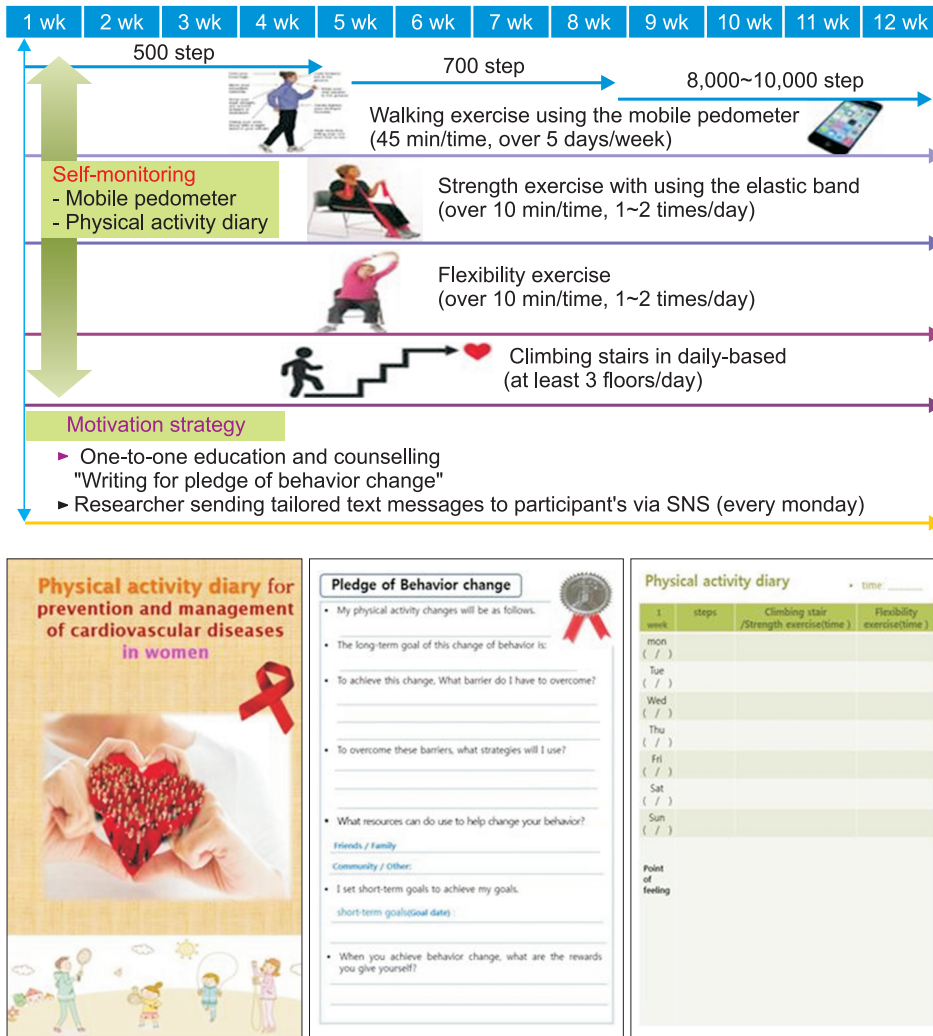 1 wk 2 wk 3 wk 4 wk 5 wk 6 wk 7 wk 8 wk 9 wk 10 wk 11 wk 12 wk
500 step
700 step
8,000~10,000 step
Walking exercise using the mobile pedometer
(45 min/time, over 5 days/week)
Self-monitoring
- Mobile pedometer
- Physical activity diary
Strength exercise with using the elastic band
(over 10 min/time, 1~2 times/day)
Flexibility exercise
(over 10 min/time, 1~2 times/day)
Climbing stairs in daily-based
(at least 3 floors/day)
Motivation strategy
► One-to-one education and counselling
"Writing for pledge of behavior change"
► Researcher sending tailored text messages to participant's via SNS (every monday)
Physical activity diary for
prevention and management
of cardiovascular diseases
in women
Pledge of Behavior change
• My physical activity changes will be as follows.
• The long-term goal of this change of behavior is:
• To achieve this change, What barrier do I have to overcome?
• To overcome these barriers, what strategies will I use?
• What resources can do use to help change your behavior?
Friends / Family
Community / Other:
• I set short-term goals to achieve my goals.
short-term goals(Goal date) :
• When you achieve behavior change, what are the rewards
you give yourself?
Physical activity diary
• time: ______
1 week
steps
Climbing stair /Strength exercise(time )
Flexibility exercise(time )
mon
( / )
Tue
( / )
Wed
( / )
Thu
( / )
Fri
( / )
Sat
( / )
Sun
( / )
Point
of
feeling